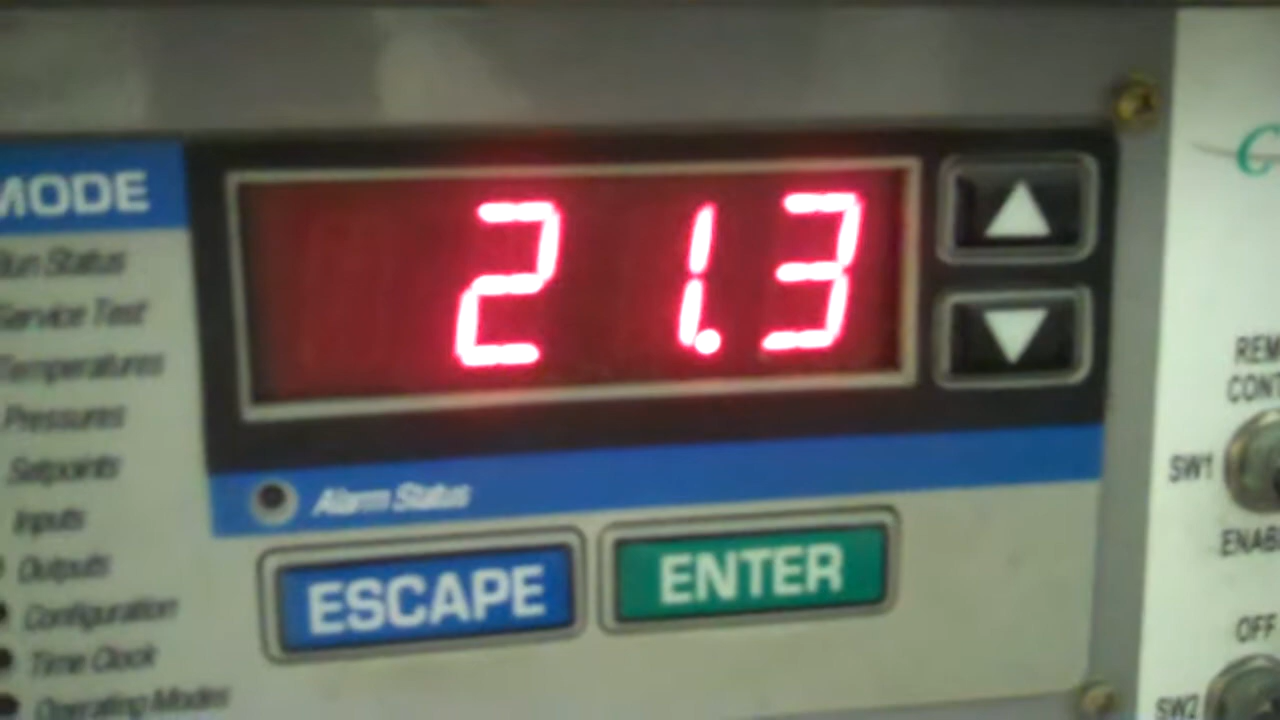 MODE
Run Status
Service Test
Temperatures
Pressures
Setpoints
Inputs
Outputs
Configuration
Time Clock
Operating Modes
21.3
Alarm Status
ESCAPE
ENTER
C
REM
CONT
SW1
ENAB
OFF
SW2